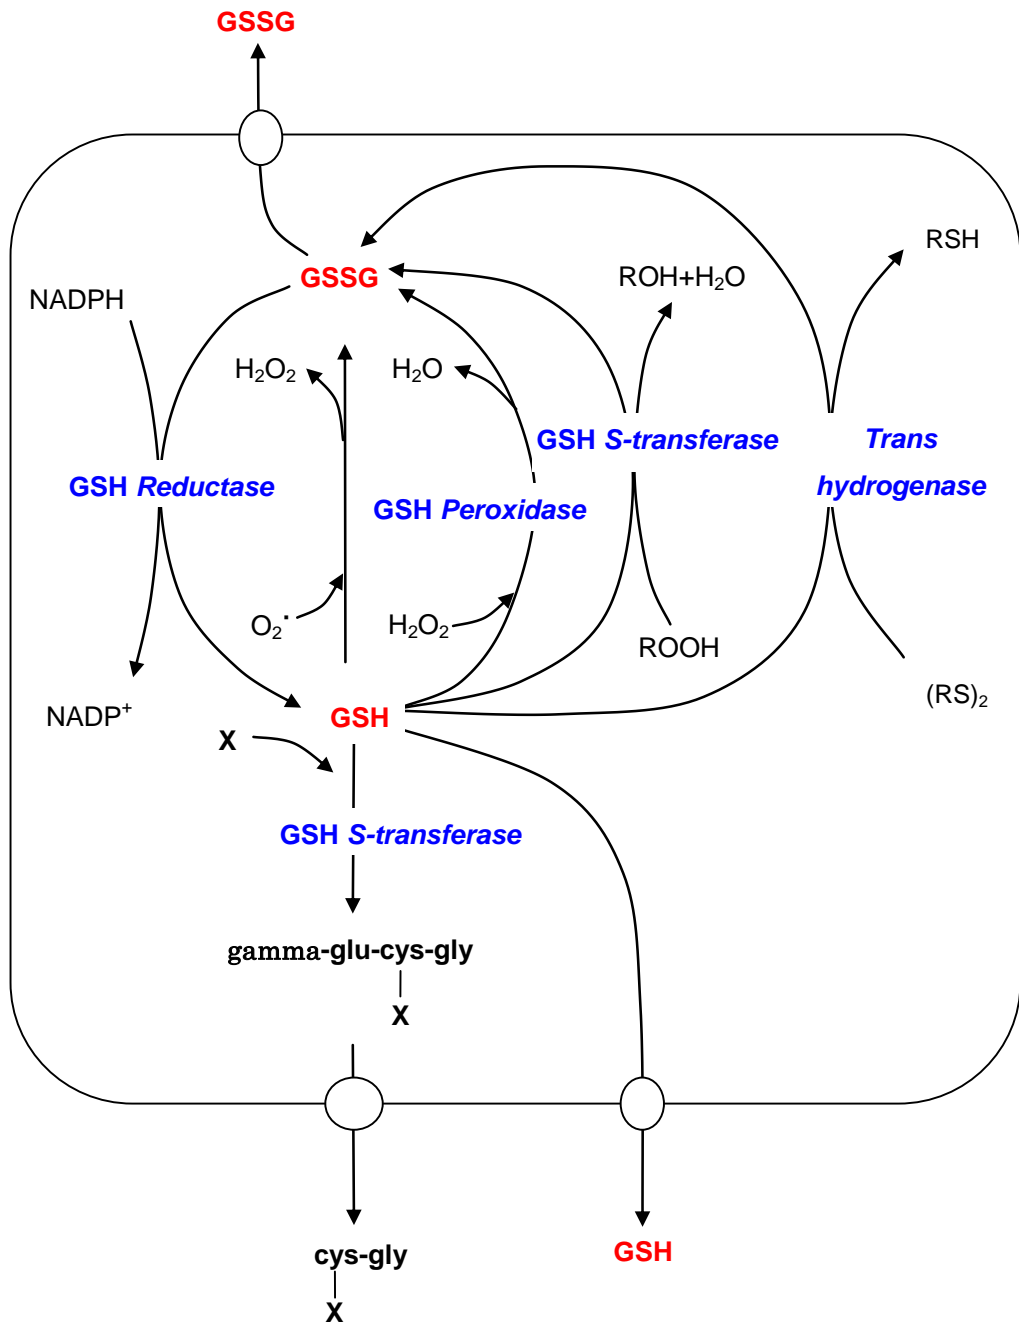 GSSG
RSH
GSSG
ROH+H₂O
NADPH
H₂O₂
H₂O
GSH S-transferase
Trans
hydrogenase
GSH Reductase
GSH Peroxidase
O₂·
H₂O₂
ROOH
(RS)₂
NADP⁺
GSH
X
GSH S-transferase
gamma-glu-cys-gly
X
cys-gly
X
GSH